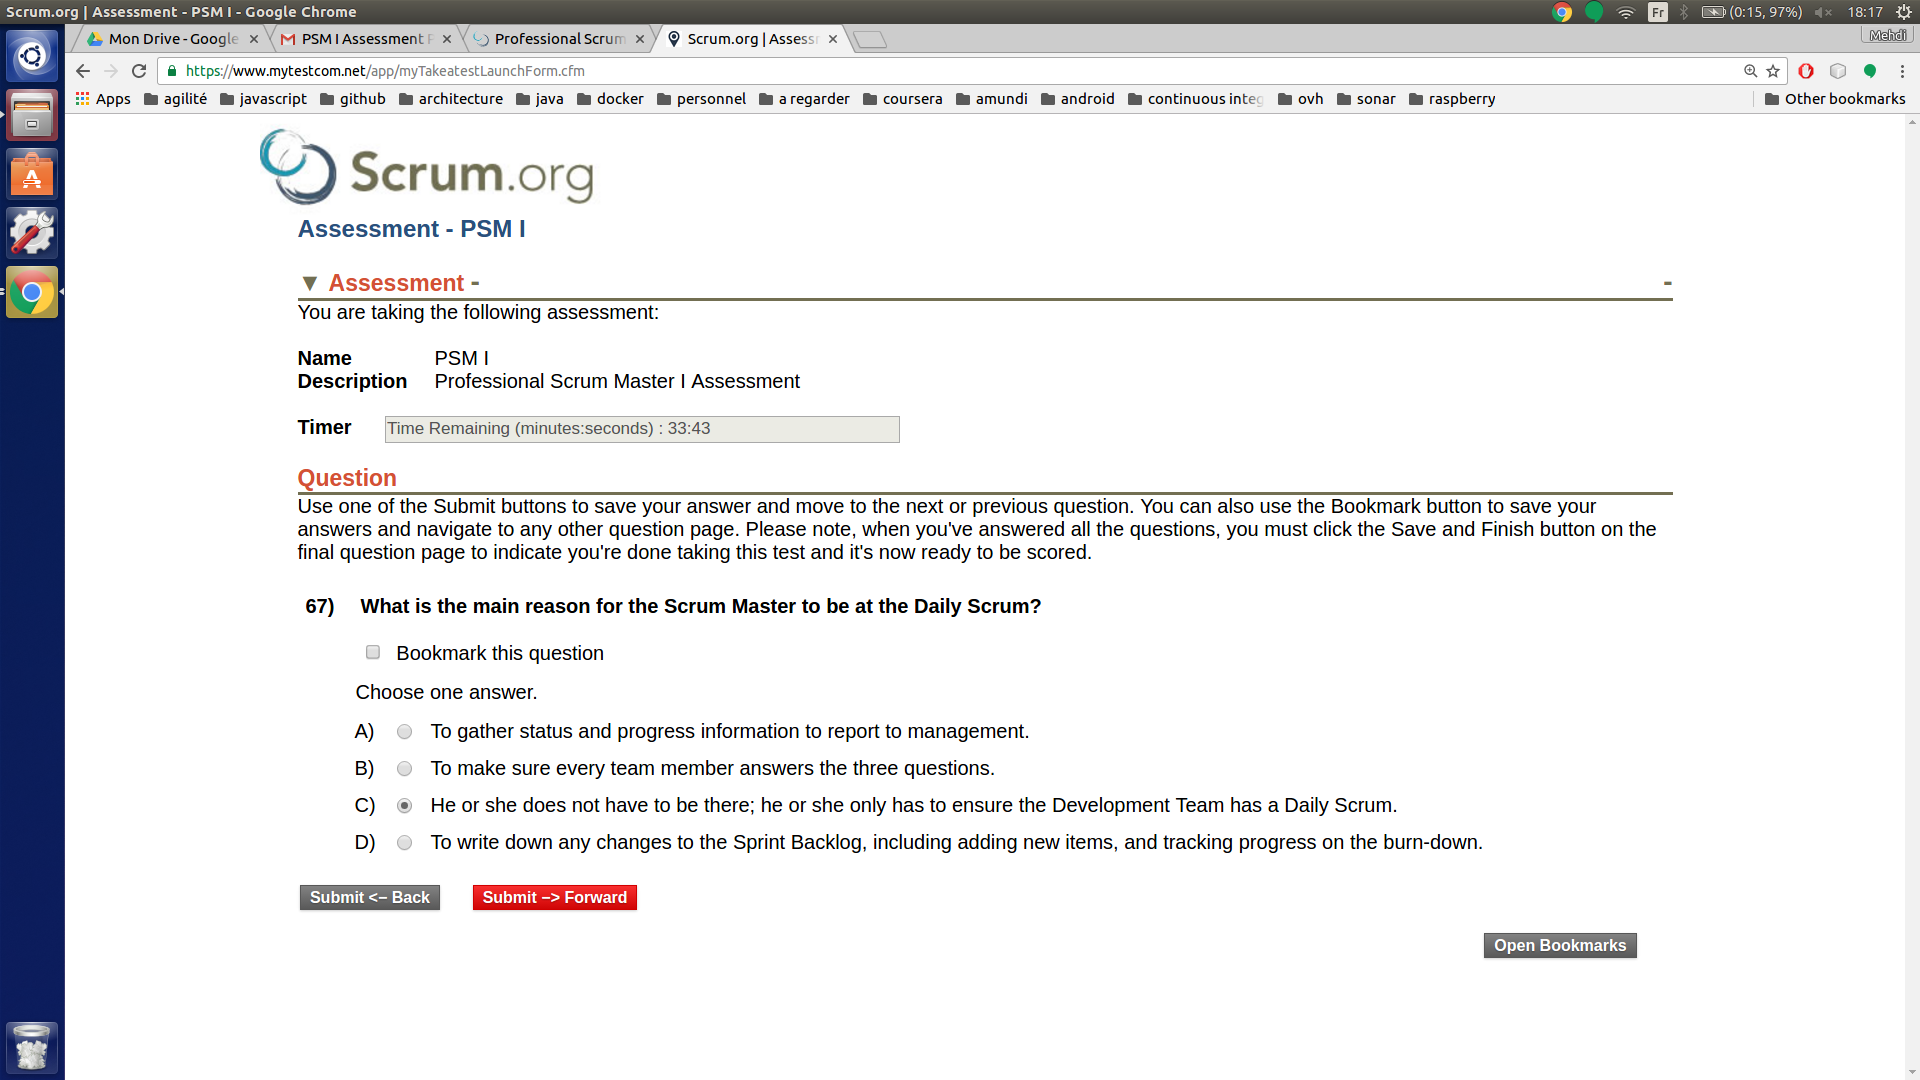 Scrum.org | Assessment - PSM I - Google Chrome
Fr
(0:15, 97%)
18:17
Mon Drive - Google
PSM I Assessment
Professional Scrum
Scrum.org | Assess
Mehdi
https://www.mytestcom.net/app/myTakeatestLaunchForm.cfm
Apps agilité javascript github architecture java docker personnel a regarder coursera amundi android continuous integ ovh sonar raspberry Other bookmarks
Scrum.org
Assessment - PSM I
▼ Assessment - -
You are taking the following assessment:
Name PSM I
Description Professional Scrum Master I Assessment
Timer Time Remaining (minutes:seconds) : 33:43
Question
Use one of the Submit buttons to save your answer and move to the next or previous question. You can also use the Bookmark button to save your
answers and navigate to any other question page. Please note, when you've answered all the questions, you must click the Save and Finish button on the
final question page to indicate you're done taking this test and it's now ready to be scored.
67) What is the main reason for the Scrum Master to be at the Daily Scrum?
Bookmark this question
Choose one answer.
A) To gather status and progress information to report to management.
B) To make sure every team member answers the three questions.
C) He or she does not have to be there; he or she only has to ensure the Development Team has a Daily Scrum.
D) To write down any changes to the Sprint Backlog, including adding new items, and tracking progress on the burn-down.
Submit <– Back Submit –> Forward
Open Bookmarks